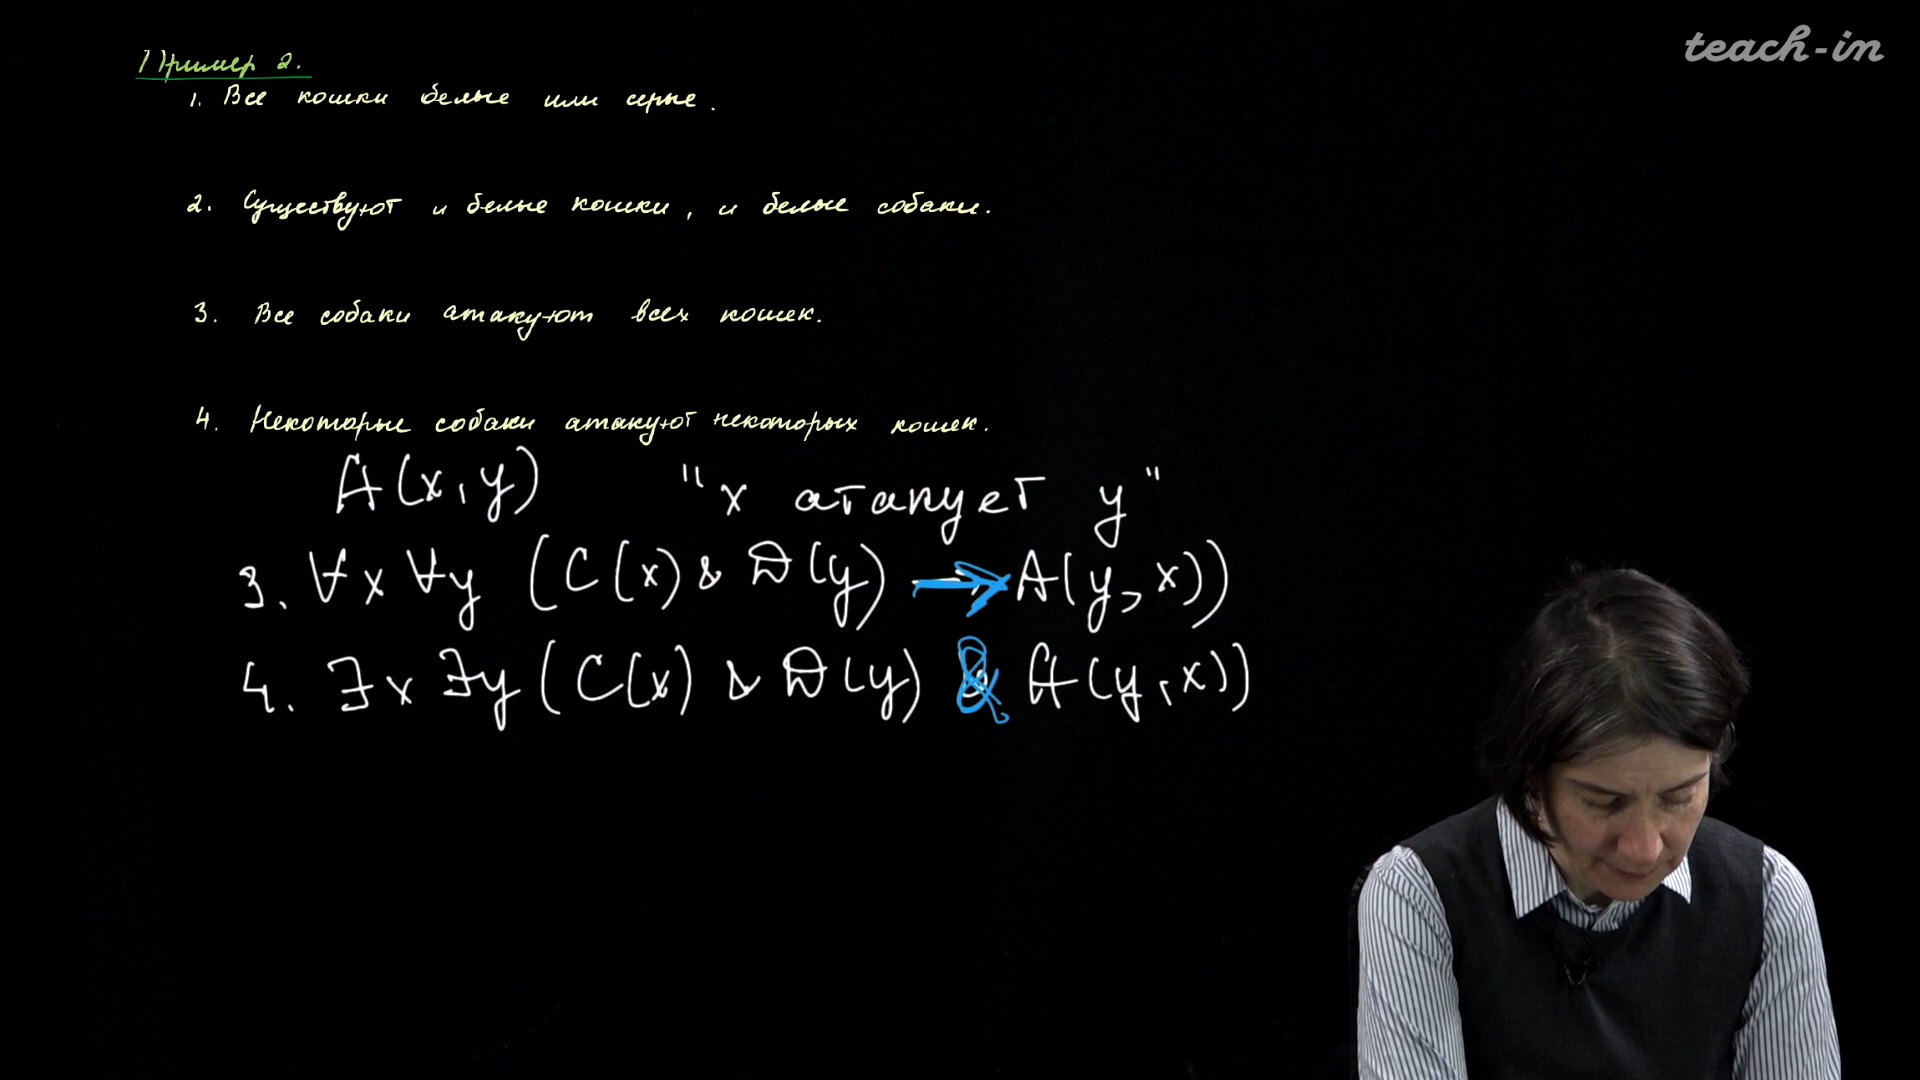 teach-in
Пример 2.
1. Все кошки белые или серые.
2. Существуют и белые кошки, и белые собаки.
3. Все собаки атакуют всех кошек.
4. Некоторые собаки атакуют некоторых кошек.
A(x, y) "x атакует y"
3. ∀x ∀y (C(x) & D(y) → A(y, x))
4. ∃x ∃y (C(x) & D(y) & A(y, x))